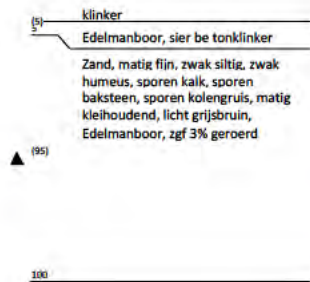 klinker
(5)
5
Edelmanboor, sier be tonklinker
Zand, matig fijn, zwak siltig, zwak
humeus, sporen kalk, sporen
baksteen, sporen kolengruis, matig
kleihoudend, licht grijsbruin,
Edelmanboor, zgf 3% geroerd
(95)
100